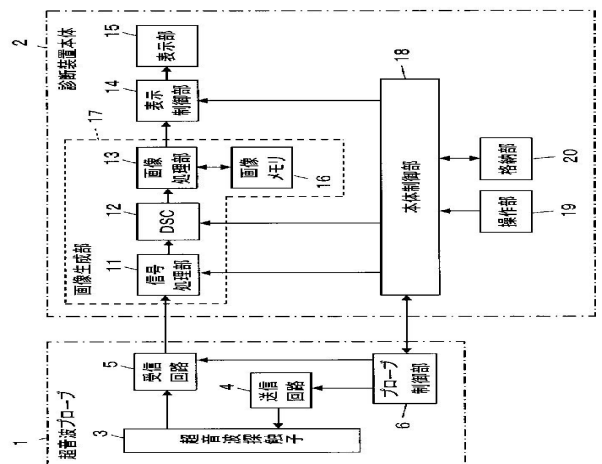 1
超音波プローブ
3
超音波探触子
5
受信
回路
4
送信
回路
プローブ
制御部
6
2
診断装置本体
17
画像生成部
11
信号
処理部
12
DSC
13
画像
処理部
画像
メモリ
16
14
表示
制御部
15
表示部
18
本体制御部
操作部
19
格納部
20